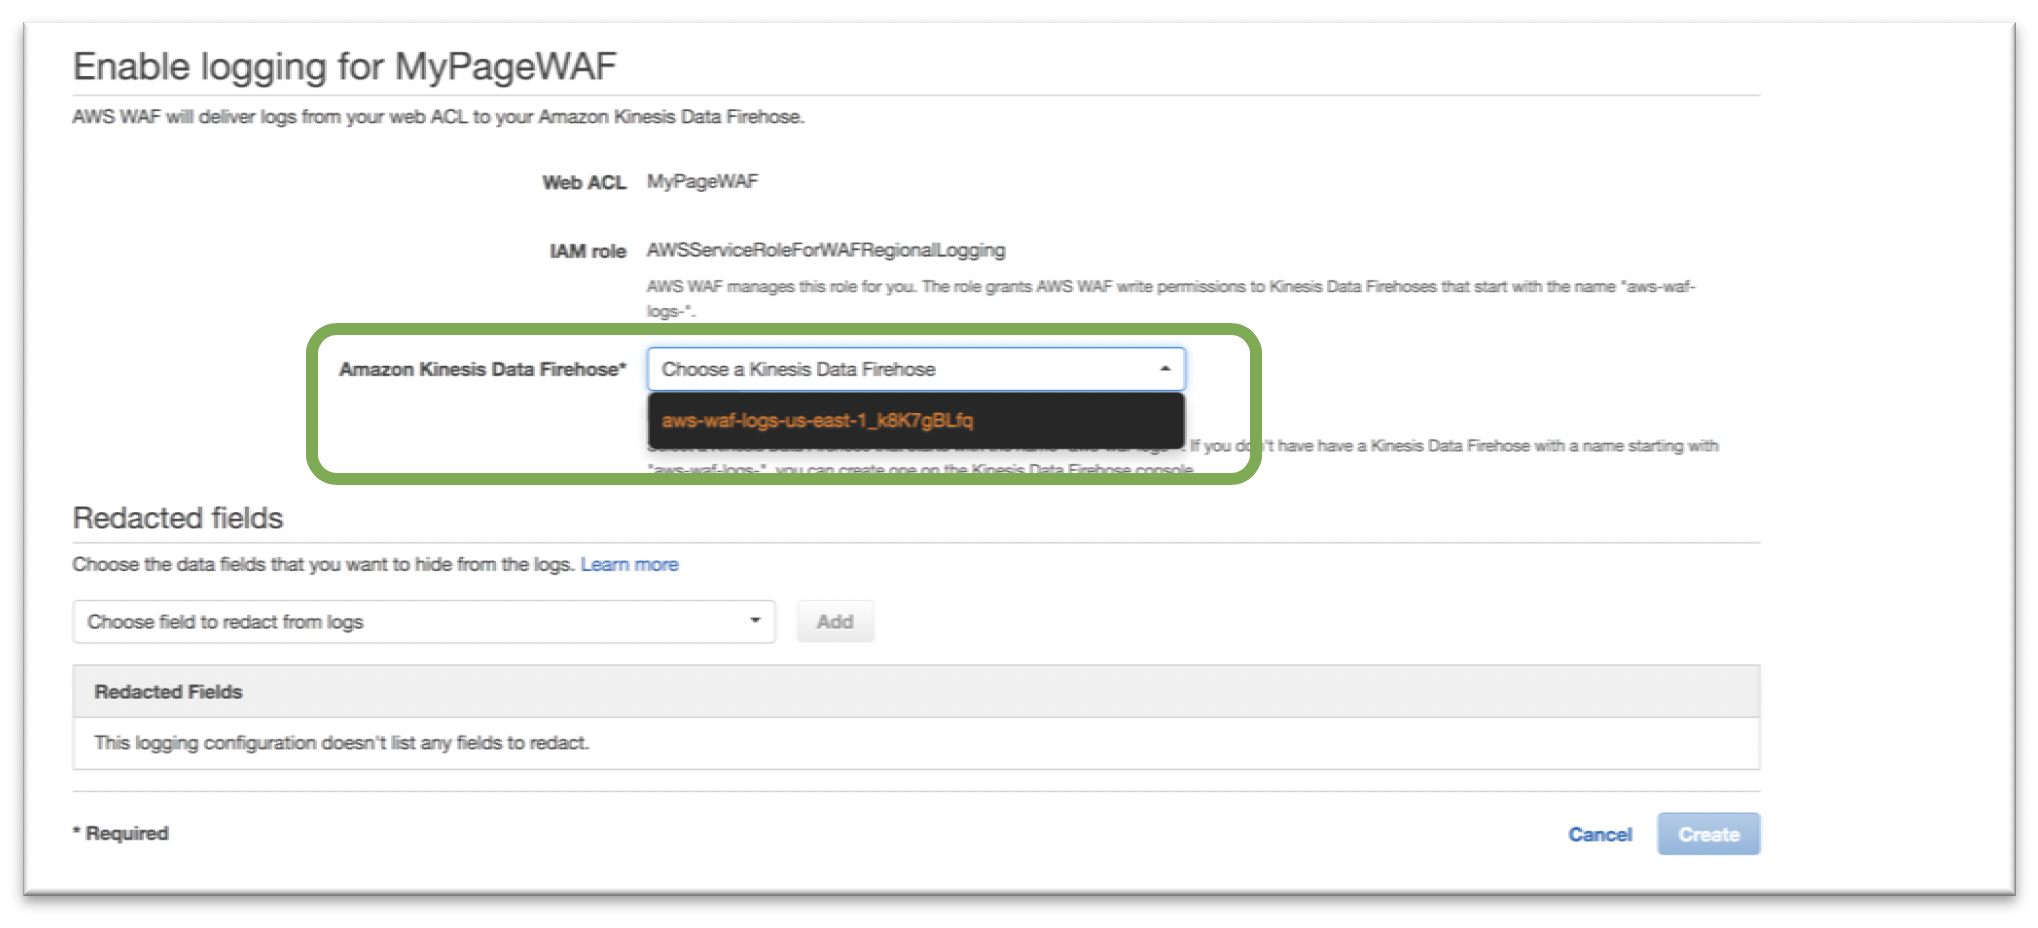 Enable logging for MyPageWAF
AWS WAF will deliver logs from your web ACL to your Amazon Kinesis Data Firehose.
Web ACL MyPageWAF
IAM role AWSServiceRoleForWAFRegionalLogging
AWS WAF manages this role for you. The role grants AWS WAF write permissions to Kinesis Data Firehoses that start with the name "aws-waf-
logs-".
Amazon Kinesis Data Firehose* Choose a Kinesis Data Firehose
aws-waf-logs-us-east-1_k8K7gBLfq
If you don't have have a Kinesis Data Firehose with a name starting with
"aws-waf-logs-", you can create one on the Kinesis Data Firehose console.
Redacted fields
Choose the data fields that you want to hide from the logs. Learn more
Choose field to redact from logs Add
Redacted Fields
This logging configuration doesn't list any fields to redact.
* Required Cancel Create